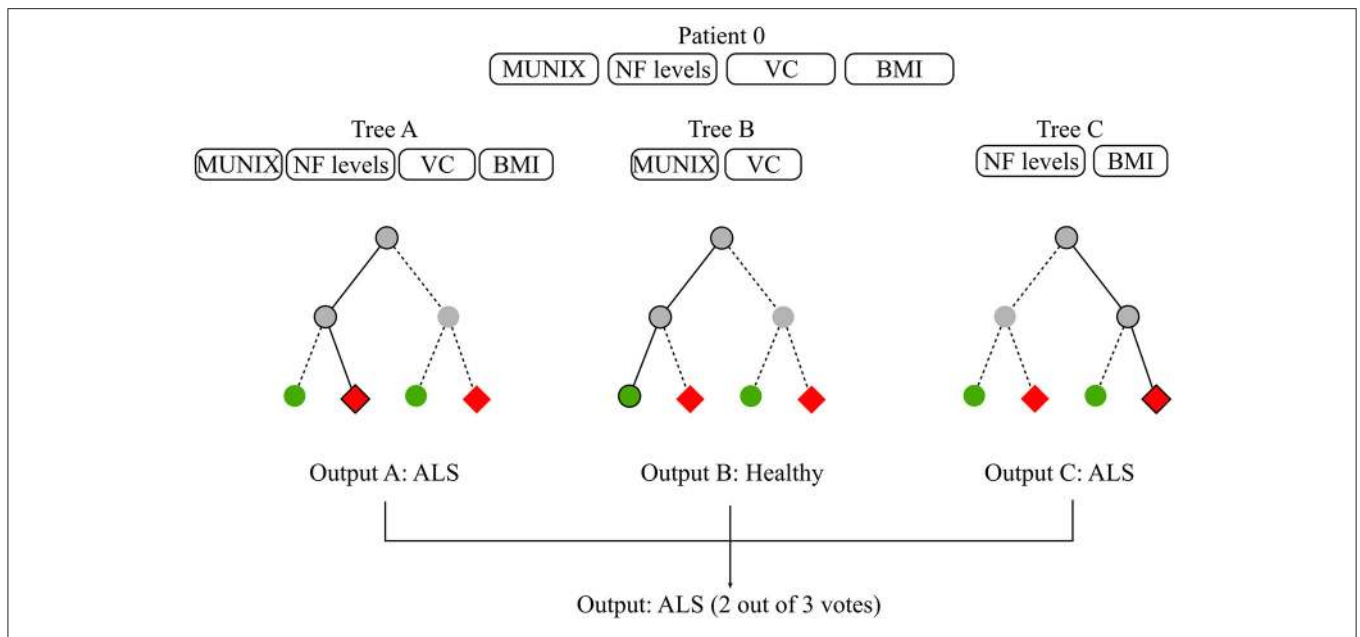 Patient 0
MUNIX NF levels VC BMI
Tree A Tree B Tree C
MUNIX NF levels VC BMI MUNIX VC NF levels BMI
Output A: ALS Output B: Healthy Output C: ALS
Output: ALS (2 out of 3 votes)